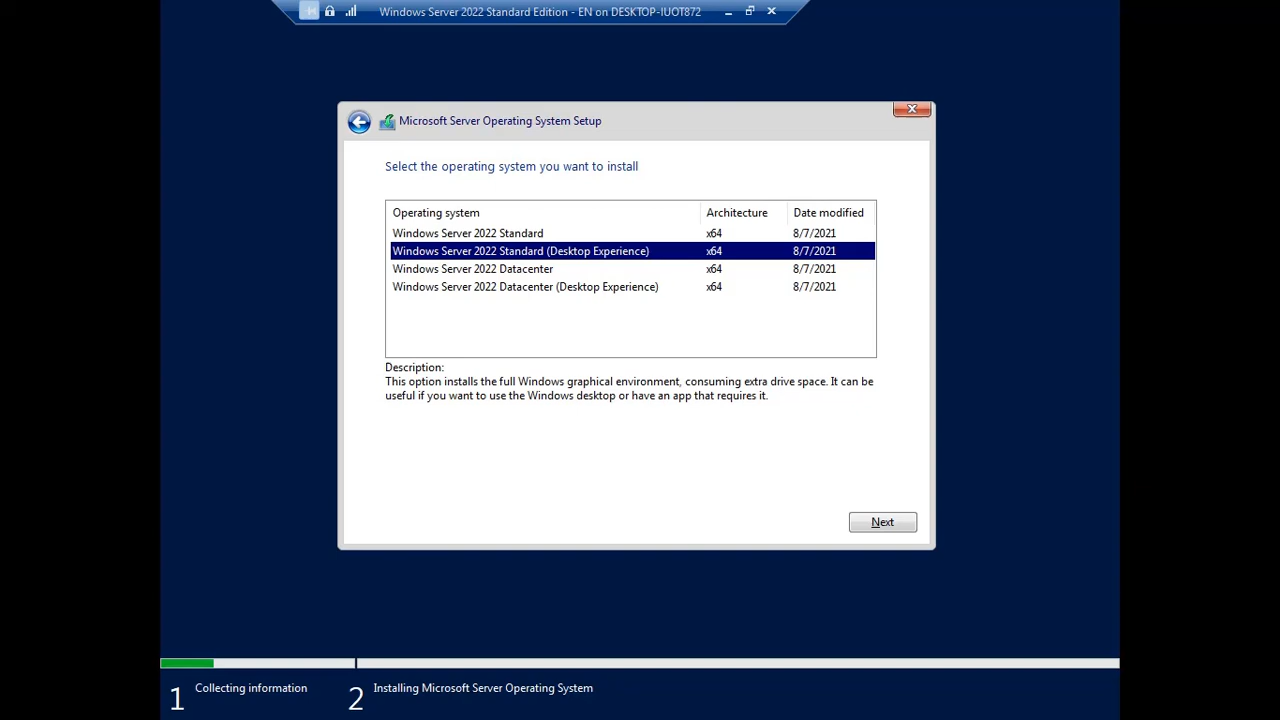 Windows Server 2022 Standard Edition - EN on DESKTOP-IUOT872
Microsoft Server Operating System Setup
Select the operating system you want to install
Operating system Architecture Date modified
Windows Server 2022 Standard x64 8/7/2021
Windows Server 2022 Standard (Desktop Experience) x64 8/7/2021
Windows Server 2022 Datacenter x64 8/7/2021
Windows Server 2022 Datacenter (Desktop Experience) x64 8/7/2021
Description:
This option installs the full Windows graphical environment, consuming extra drive space. It can be
useful if you want to use the Windows desktop or have an app that requires it.
Next
1 Collecting information 2 Installing Microsoft Server Operating System